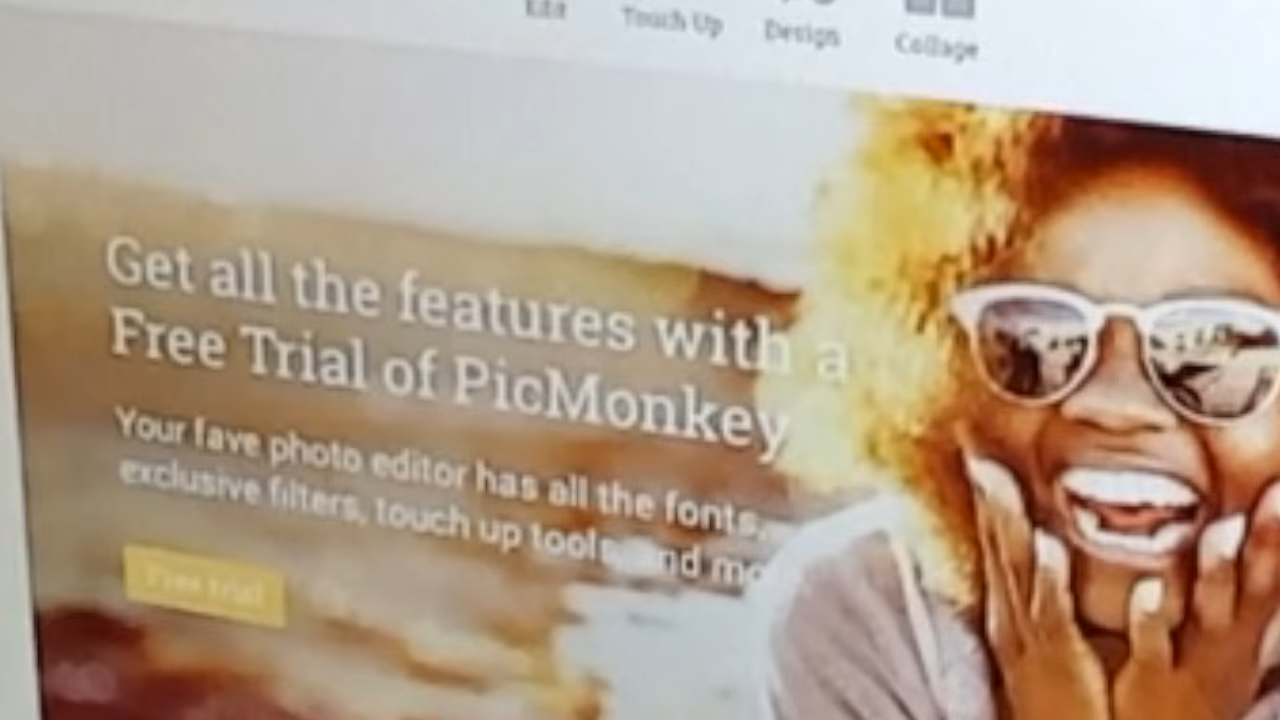 Edit Touch Up Design Collage
Get all the features with a
Free Trial of PicMonkey
Your fave photo editor has all the fonts,
exclusive filters, touch up tools, and mo
Free trial